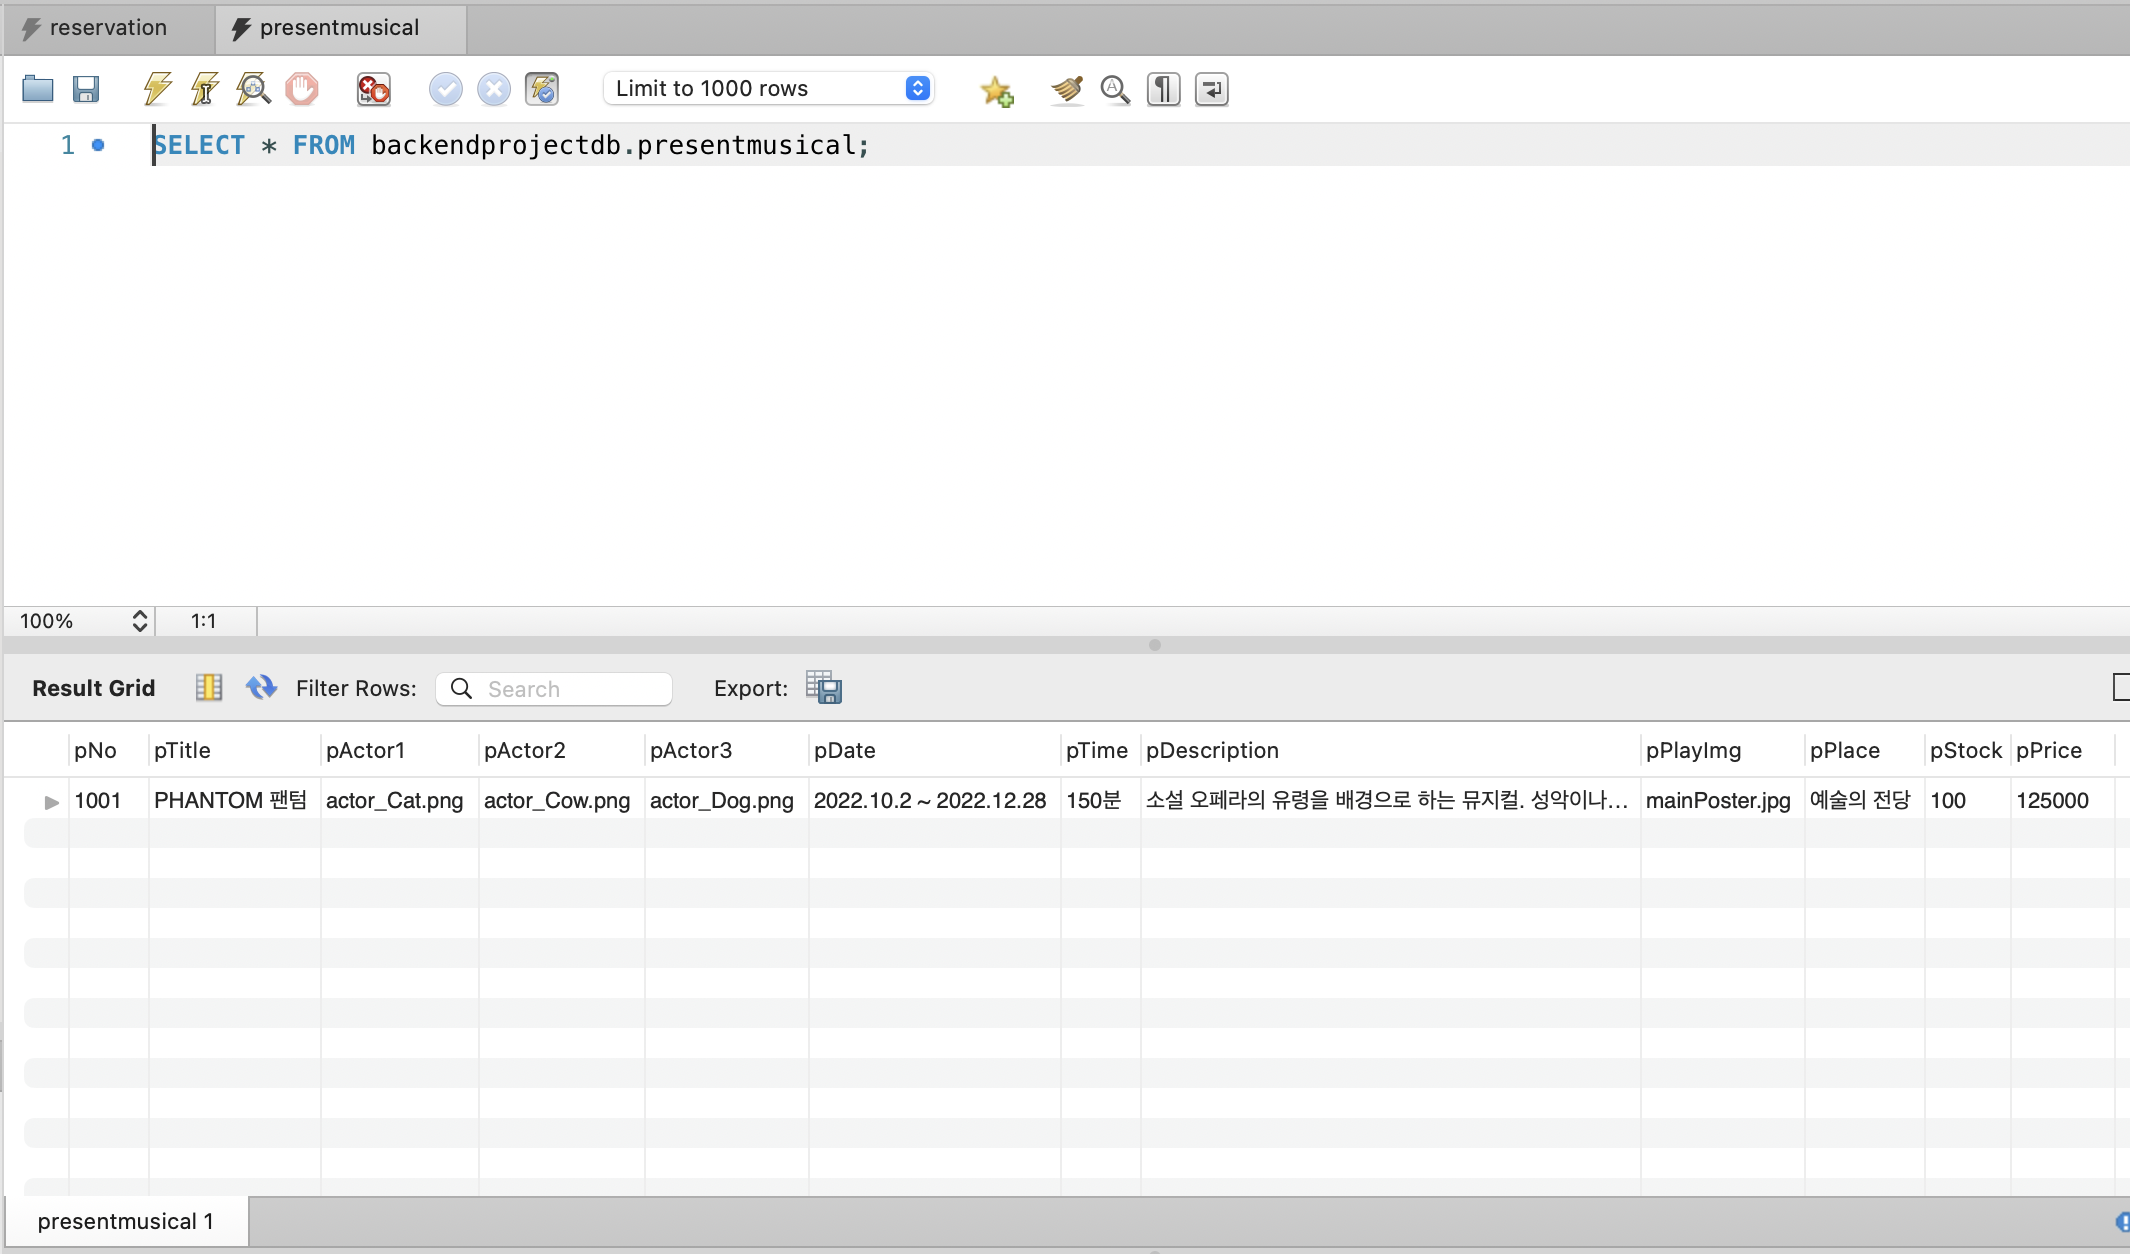 reservation presentmusical
Limit to 1000 rows
1 SELECT * FROM backendprojectdb.presentmusical;
100% 1:1
Result Grid Filter Rows: Search Export:
pNo pTitle pActor1 pActor2 pActor3 pDate pTime pDescription pPlayImg pPlace pStock pPrice
1001 PHANTOM 팬텀 actor_Cat.png actor_Cow.png actor_Dog.png 2022.10.2 ~ 2022.12.28 150분 소설 오페라의 유령을 배경으로 하는 뮤지컬. 성악이나... mainPoster.jpg 예술의 전당 100 125000
presentmusical 1